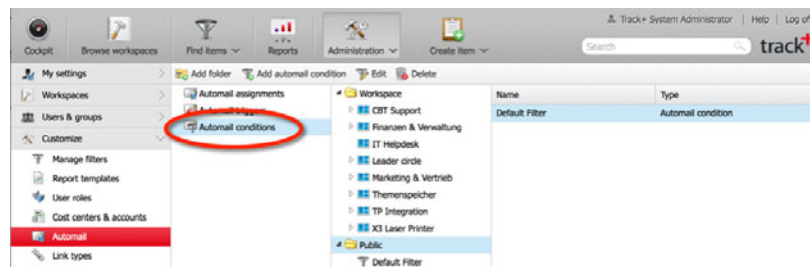 Track+ System Administrator | Help | Log of
Cockpit Browse workspaces Find items Reports Administration Create item Search track+
My settings
Workspaces
Users & groups
Customize
Manage filters
Report templates
User roles
Cost centers & accounts
Automail
Link types
Add folder Add automail condition Edit Delete
Automail assignments
Automail triggers
Automail conditions
Workspace
CBT Support
Finanzen & Verwaltung
IT Helpdesk
Leader circle
Marketing & Vertrieb
Themenspeicher
TP Integration
X3 Laser Printer
Public
Default Filter
Name Type
Default Filter Automail condition